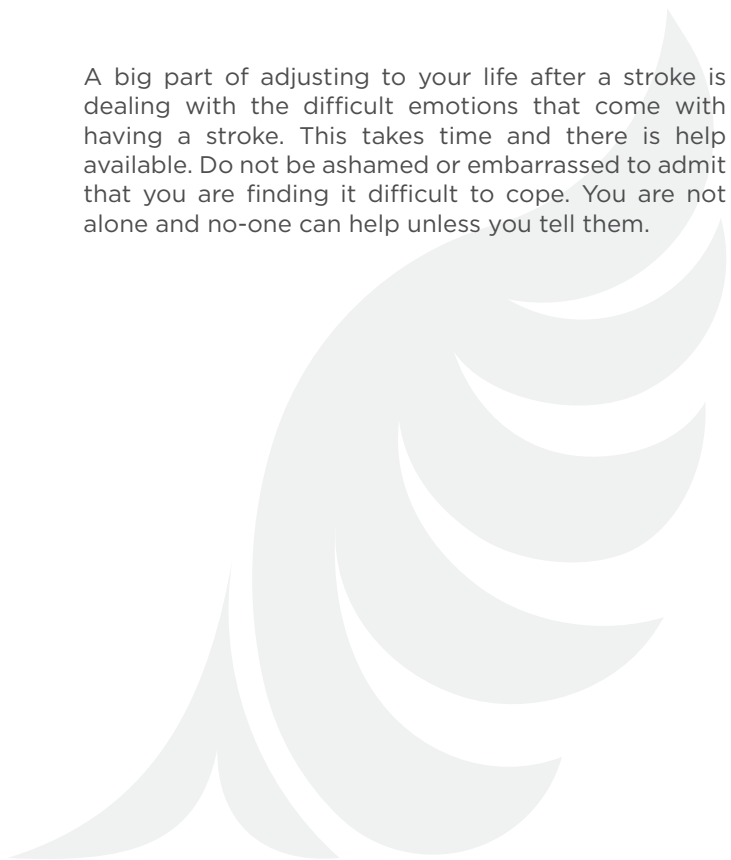 A big part of adjusting to your life after a stroke is
dealing with the difficult emotions that come with
having a stroke. This takes time and there is help
available. Do not be ashamed or embarrassed to admit
that you are finding it difficult to cope. You are not
alone and no-one can help unless you tell them.